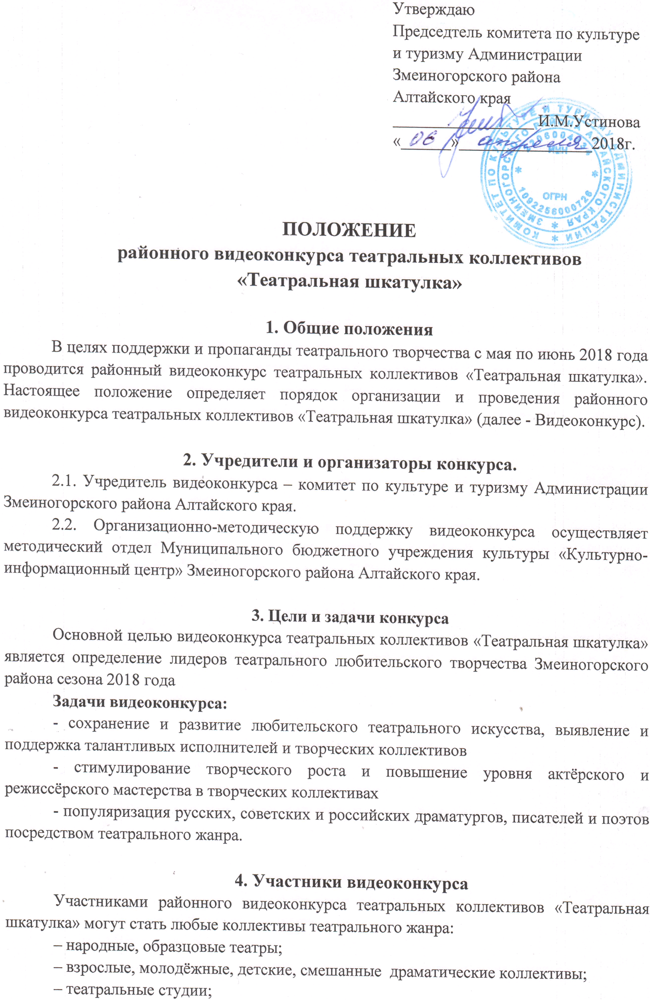 Утверждаю
Председтель комитета по культуре
и туризму Администрации
Змеиногорского района
Алтайского края
_________________ И.М.Устинова
«06» апреля 2018г.
КОМИТЕТ ПО КУЛЬТУРЕ И ТУРИЗМУ АДМИНИСТРАЦИИ
ЗМЕИНОГОРСКОГО РАЙОНА АЛТАЙСКОГО КРАЯ
ИНН
ОГРН
1092256000726
ПОЛОЖЕНИЕ
районного видеоконкурса театральных коллективов
«Театральная шкатулка»
1. Общие положения
В целях поддержки и пропаганды театрального творчества с мая по июнь 2018 года
проводится районный видеоконкурс театральных коллективов «Театральная шкатулка».
Настоящее положение определяет порядок организации и проведения районного
видеоконкурса театральных коллективов «Театральная шкатулка» (далее - Видеоконкурс).
2. Учредители и организаторы конкурса.
2.1. Учредитель видеоконкурса – комитет по культуре и туризму Администрации
Змеиногорского района Алтайского края.
2.2. Организационно-методическую поддержку видеоконкурса осуществляет
методический отдел Муниципального бюджетного учреждения культуры «Культурно-
информационный центр» Змеиногорского района Алтайского края.
3. Цели и задачи конкурса
Основной целью видеоконкурса театральных коллективов «Театральная шкатулка»
является определение лидеров театрального любительского творчества Змеиногорского
района сезона 2018 года
Задачи видеоконкурса:
- сохранение и развитие любительского театрального искусства, выявление и
поддержка талантливых исполнителей и творческих коллективов
- стимулирование творческого роста и повышение уровня актёрского и
режиссёрского мастерства в творческих коллективах
- популяризация русских, советских и российских драматургов, писателей и поэтов
посредством театрального жанра.
4. Участники видеоконкурса
Участниками районного видеоконкурса театральных коллективов «Театральная
шкатулка» могут стать любые коллективы театрального жанра:
– народные, образцовые театры;
– взрослые, молодёжные, детские, смешанные драматические коллективы;
– театральные студии;